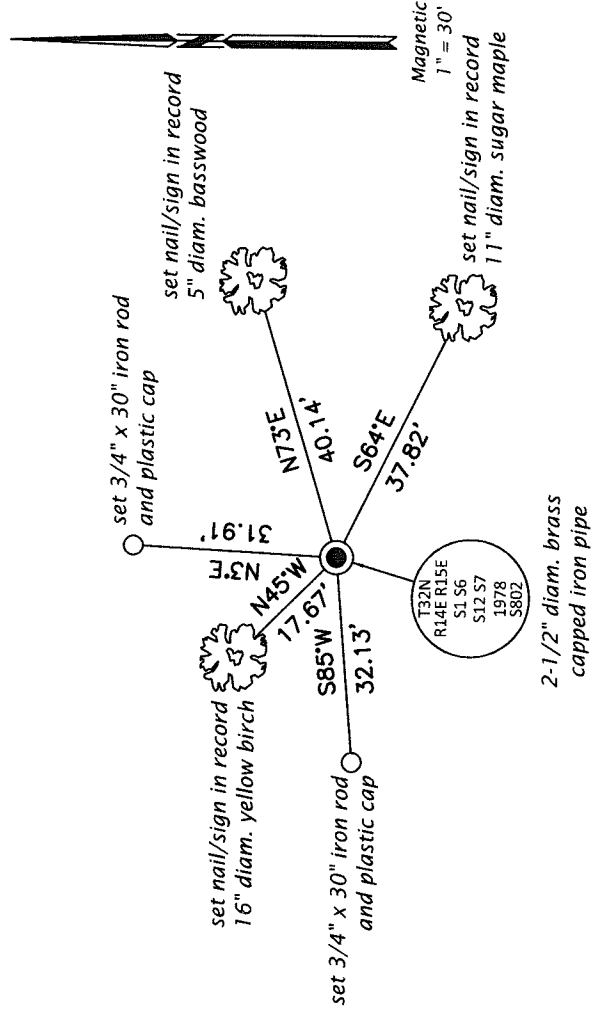 Magnetic
1" = 30'
set nail/sign in record
5" diam. basswood
set 3/4" x 30" iron rod
and plastic cap
N73°E
40.14'
set nail/sign in record
11" diam. sugar maple
S64°E
37.82'
N3°E
31.91'
N45°W
17.67'
set nail/sign in record
16" diam. yellow birch
S85°W
32.13'
set 3/4" x 30" iron rod
and plastic cap
T32N
R14E R15E
S1 S6
S12 S7
1978
S802
2-1/2" diam. brass
capped iron pipe